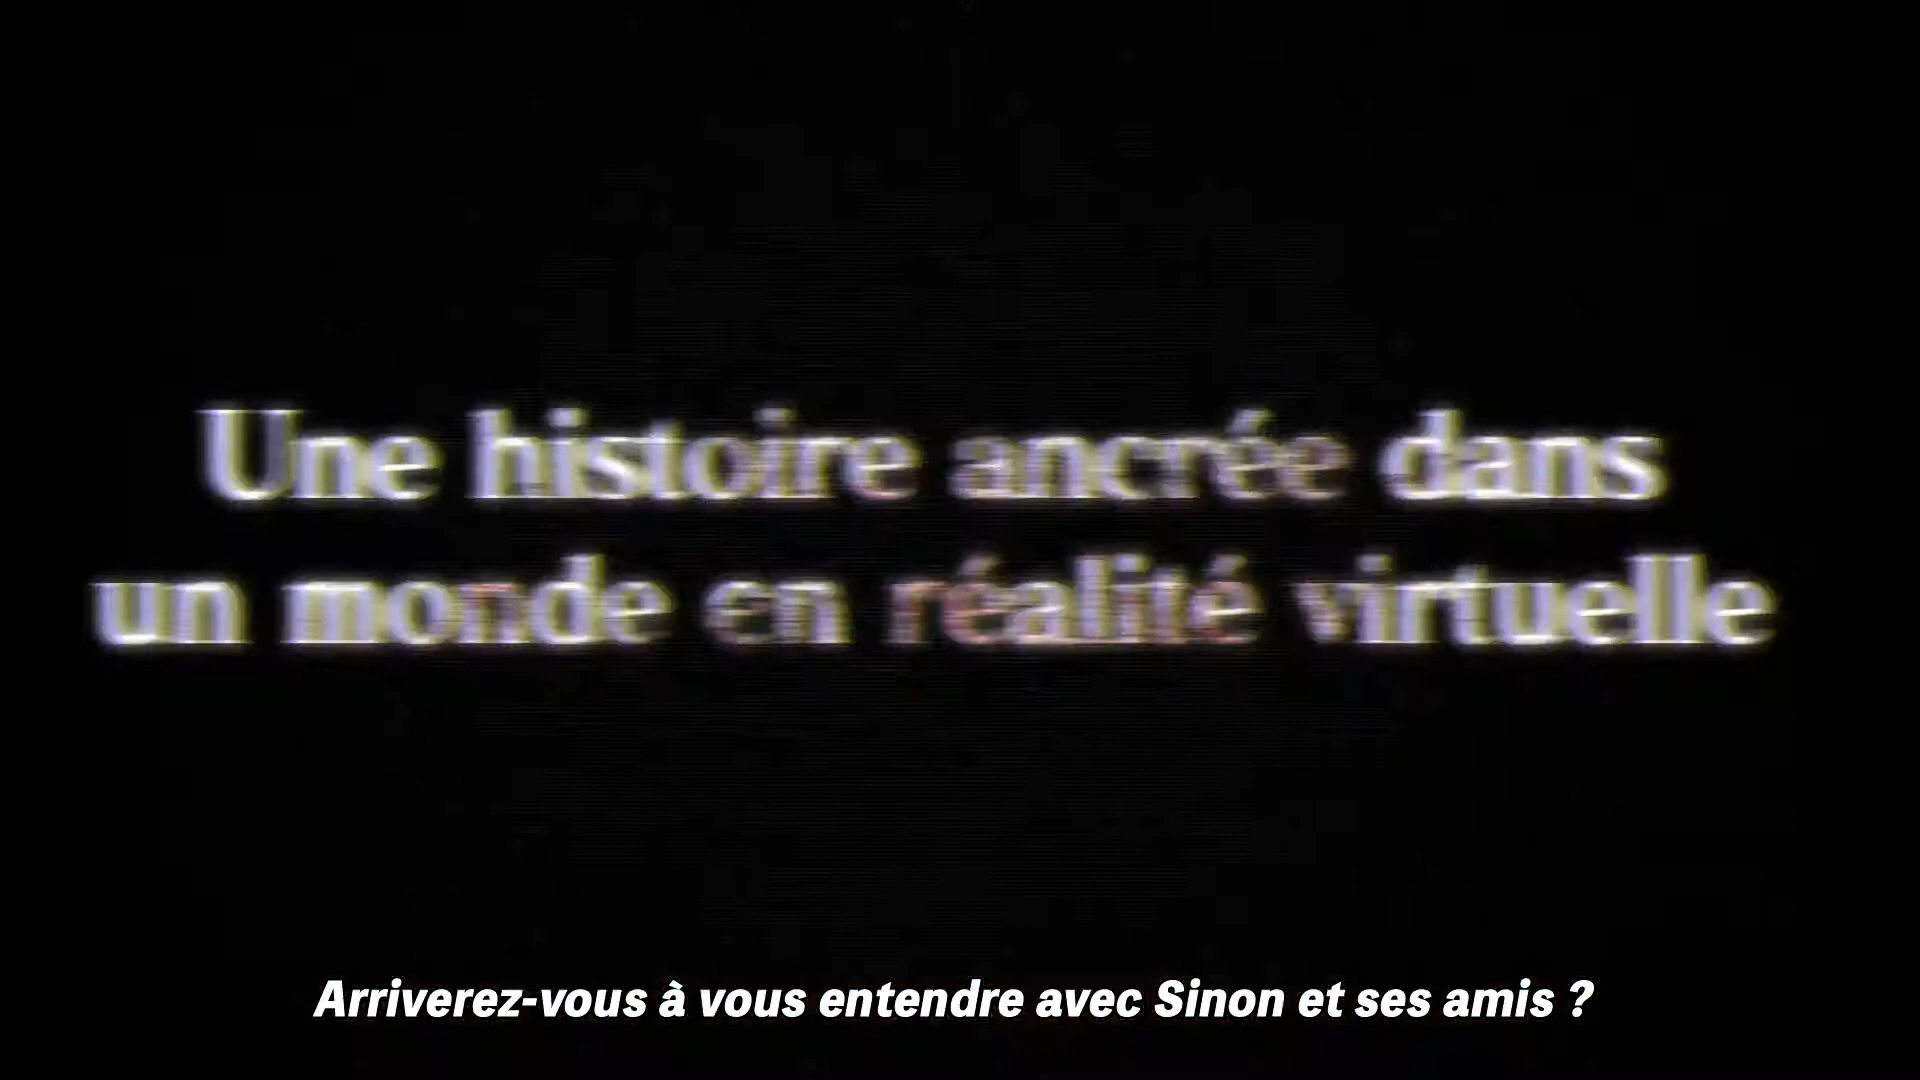 Une histoire ancrée dans
un monde en réalité virtuelle
Arriverez-vous à vous entendre avec Sinon et ses amis ?